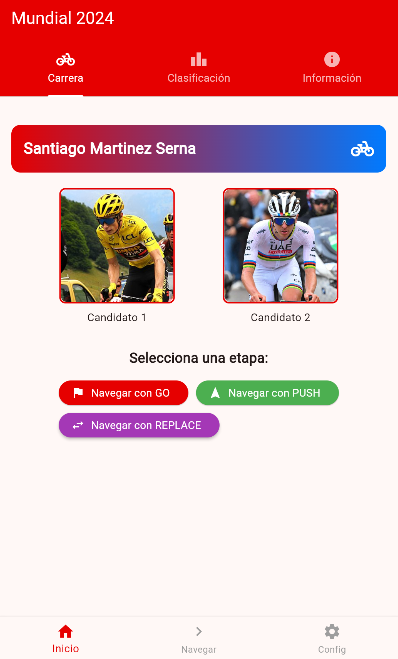 Mundial 2024
Carrera
Clasificación
Información
Santiago Martinez Serna
Candidato 1
Candidato 2
Selecciona una etapa:
Navegar con GO
Navegar con PUSH
Navegar con REPLACE
Inicio
Navegar
Config